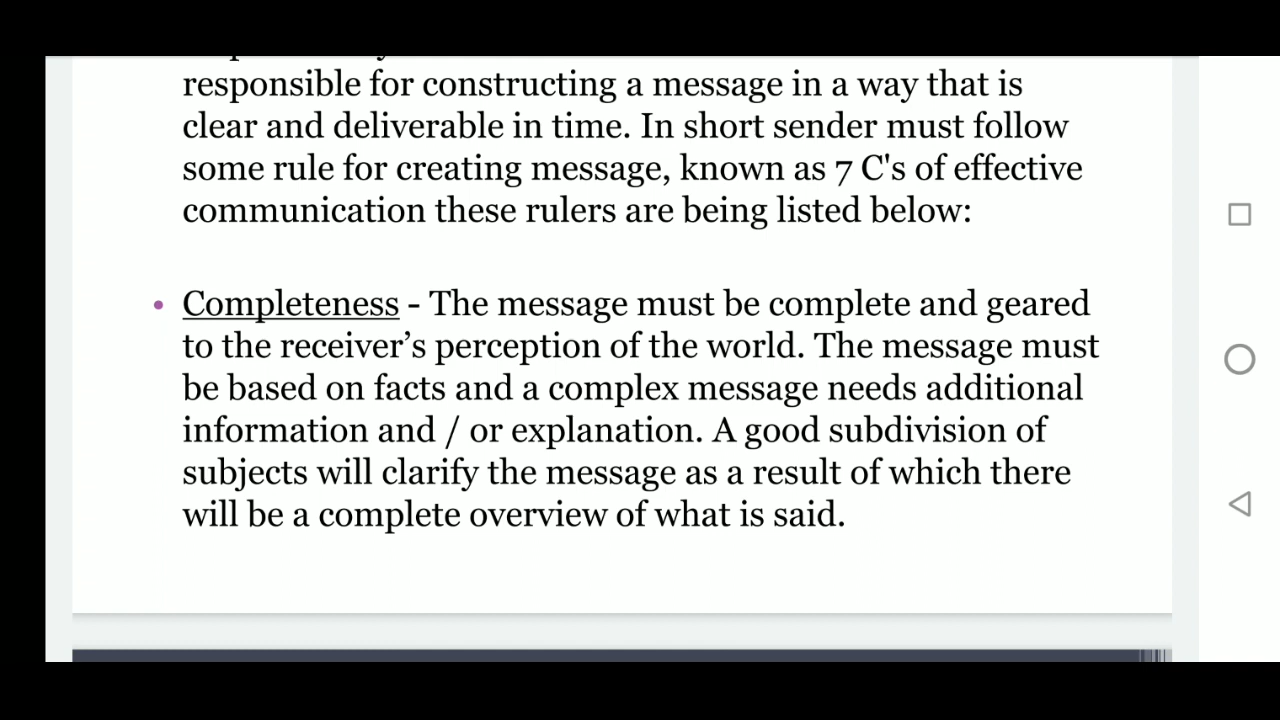 responsible for constructing a message in a way that is
clear and deliverable in time. In short sender must follow
some rule for creating message, known as 7 C's of effective
communication these rulers are being listed below:
• Completeness - The message must be complete and geared
to the receiver’s perception of the world. The message must
be based on facts and a complex message needs additional
information and / or explanation. A good subdivision of
subjects will clarify the message as a result of which there
will be a complete overview of what is said.